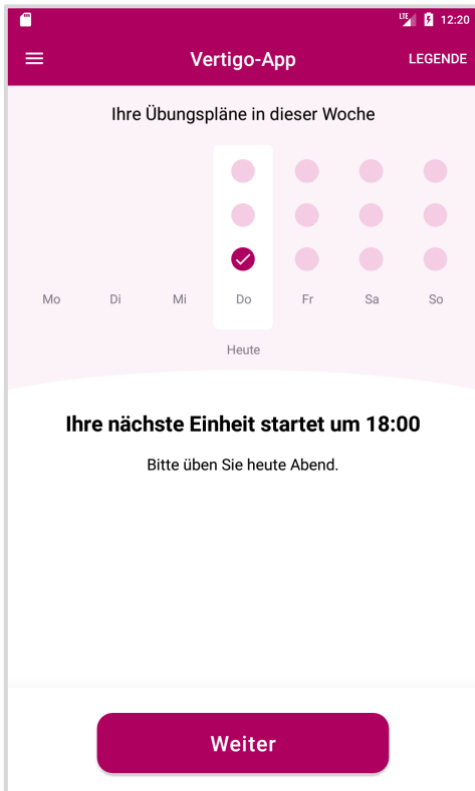 LTE 12:20
Vertigo-App LEGENDE
Ihre Übungspläne in dieser Woche
Mo Di Mi Do Fr Sa So
Heute
Ihre nächste Einheit startet um 18:00
Bitte üben Sie heute Abend.
Weiter